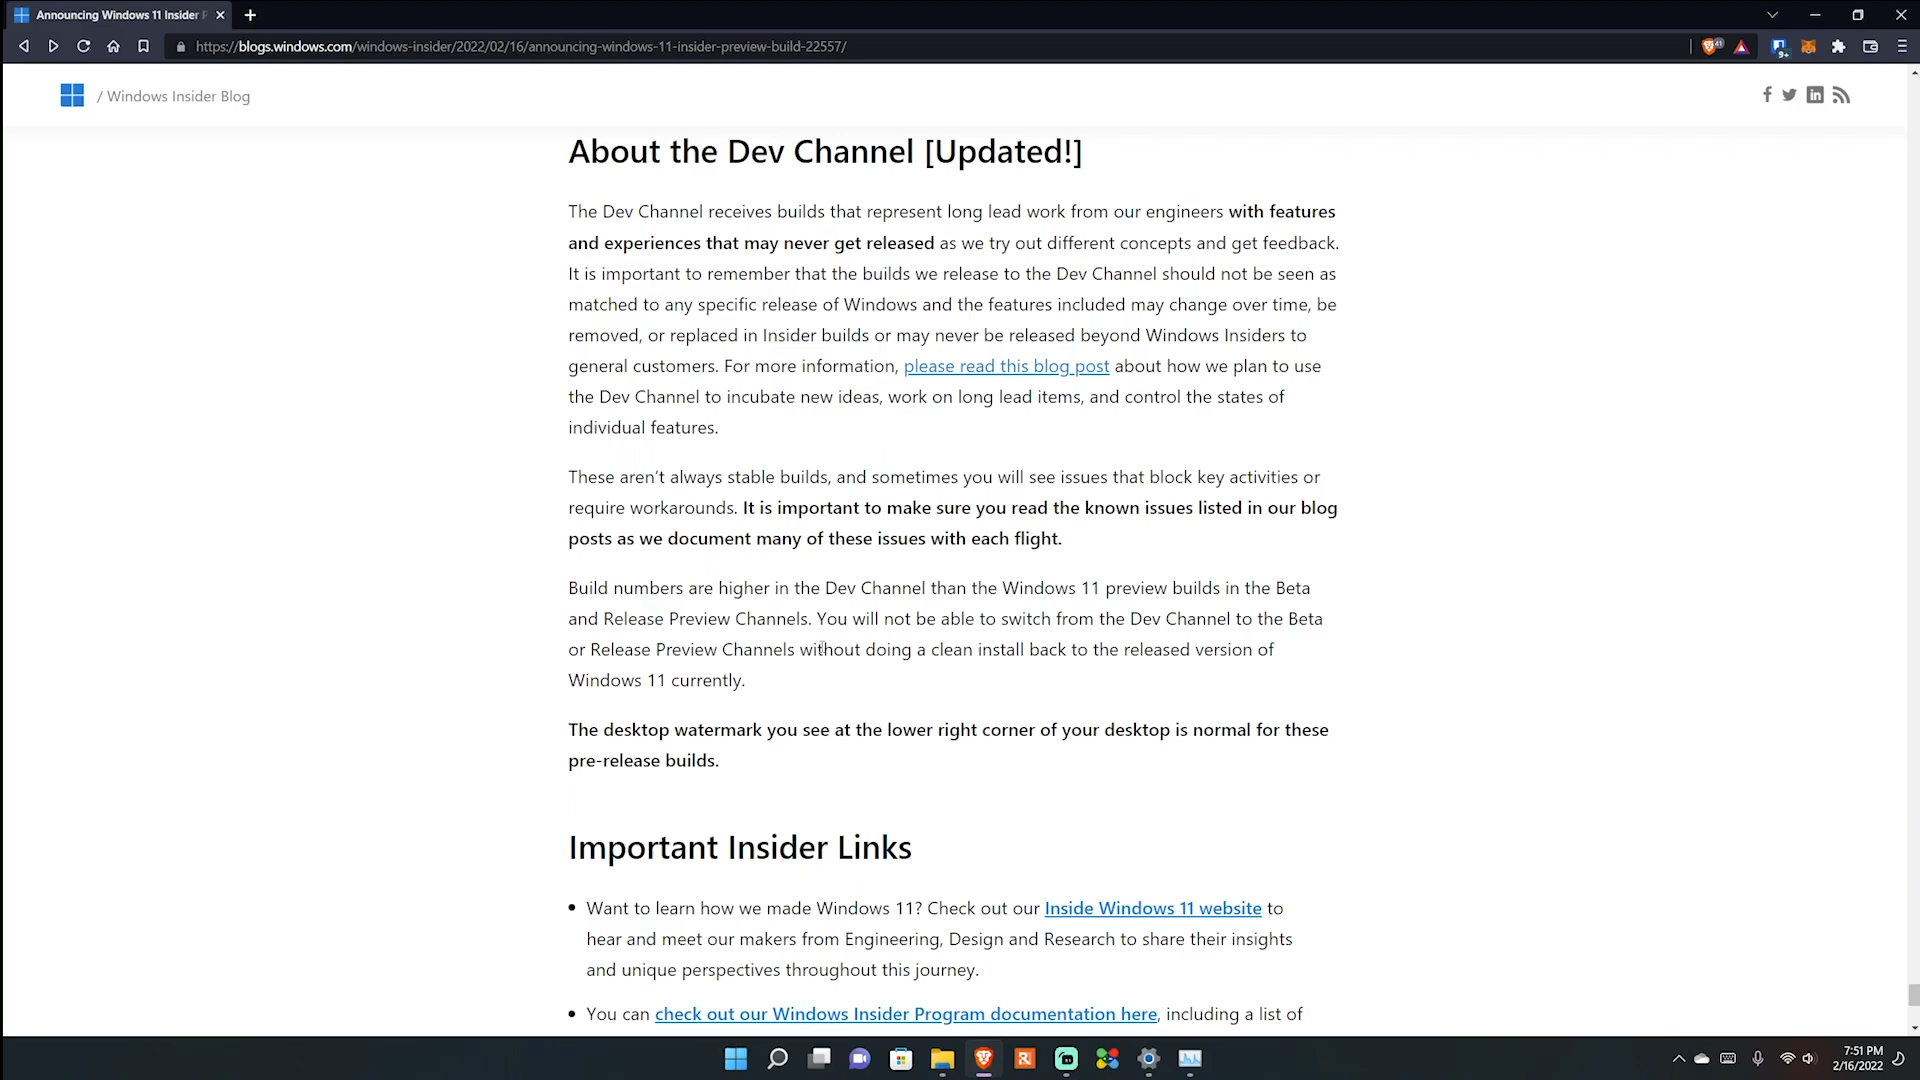 Announcing Windows 11 Insider P
https://blogs.windows.com/windows-insider/2022/02/16/announcing-windows-11-insider-preview-build-22557/
41
9+
/ Windows Insider Blog
About the Dev Channel [Updated!]
The Dev Channel receives builds that represent long lead work from our engineers with features
and experiences that may never get released as we try out different concepts and get feedback.
It is important to remember that the builds we release to the Dev Channel should not be seen as
matched to any specific release of Windows and the features included may change over time, be
removed, or replaced in Insider builds or may never be released beyond Windows Insiders to
general customers. For more information, please read this blog post about how we plan to use
the Dev Channel to incubate new ideas, work on long lead items, and control the states of
individual features.
These aren’t always stable builds, and sometimes you will see issues that block key activities or
require workarounds. It is important to make sure you read the known issues listed in our blog
posts as we document many of these issues with each flight.
Build numbers are higher in the Dev Channel than the Windows 11 preview builds in the Beta
and Release Preview Channels. You will not be able to switch from the Dev Channel to the Beta
or Release Preview Channels without doing a clean install back to the released version of
Windows 11 currently.
The desktop watermark you see at the lower right corner of your desktop is normal for these
pre-release builds.
Important Insider Links
• Want to learn how we made Windows 11? Check out our Inside Windows 11 website to
hear and meet our makers from Engineering, Design and Research to share their insights
and unique perspectives throughout this journey.
• You can check out our Windows Insider Program documentation here, including a list of
7:51 PM
2/16/2022